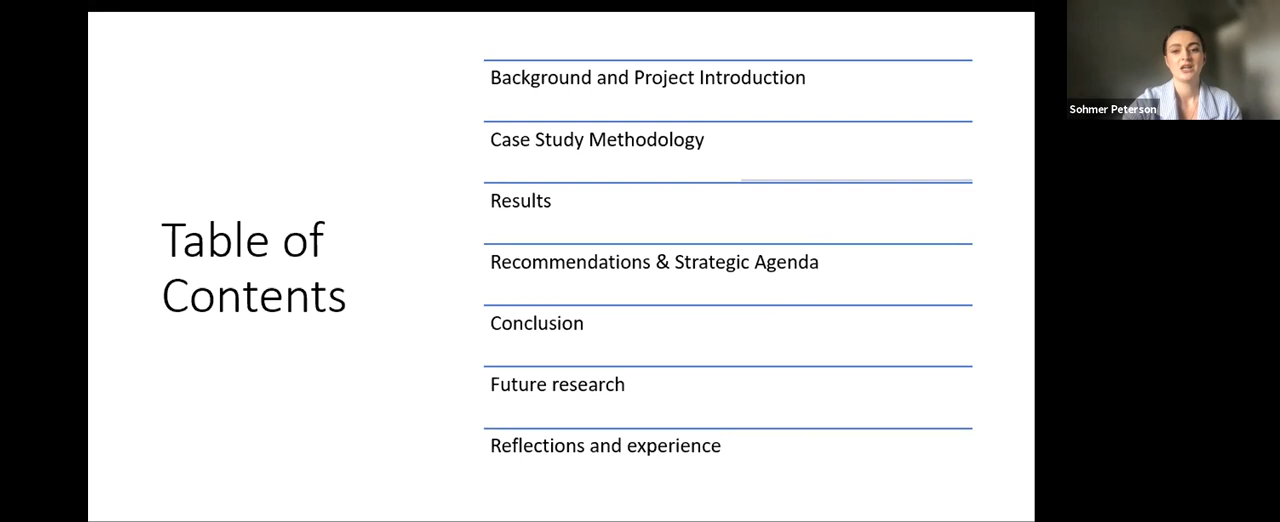 Table of
Contents
Background and Project Introduction
Case Study Methodology
Results
Recommendations & Strategic Agenda
Conclusion
Future research
Reflections and experience
Sohmer Peterson